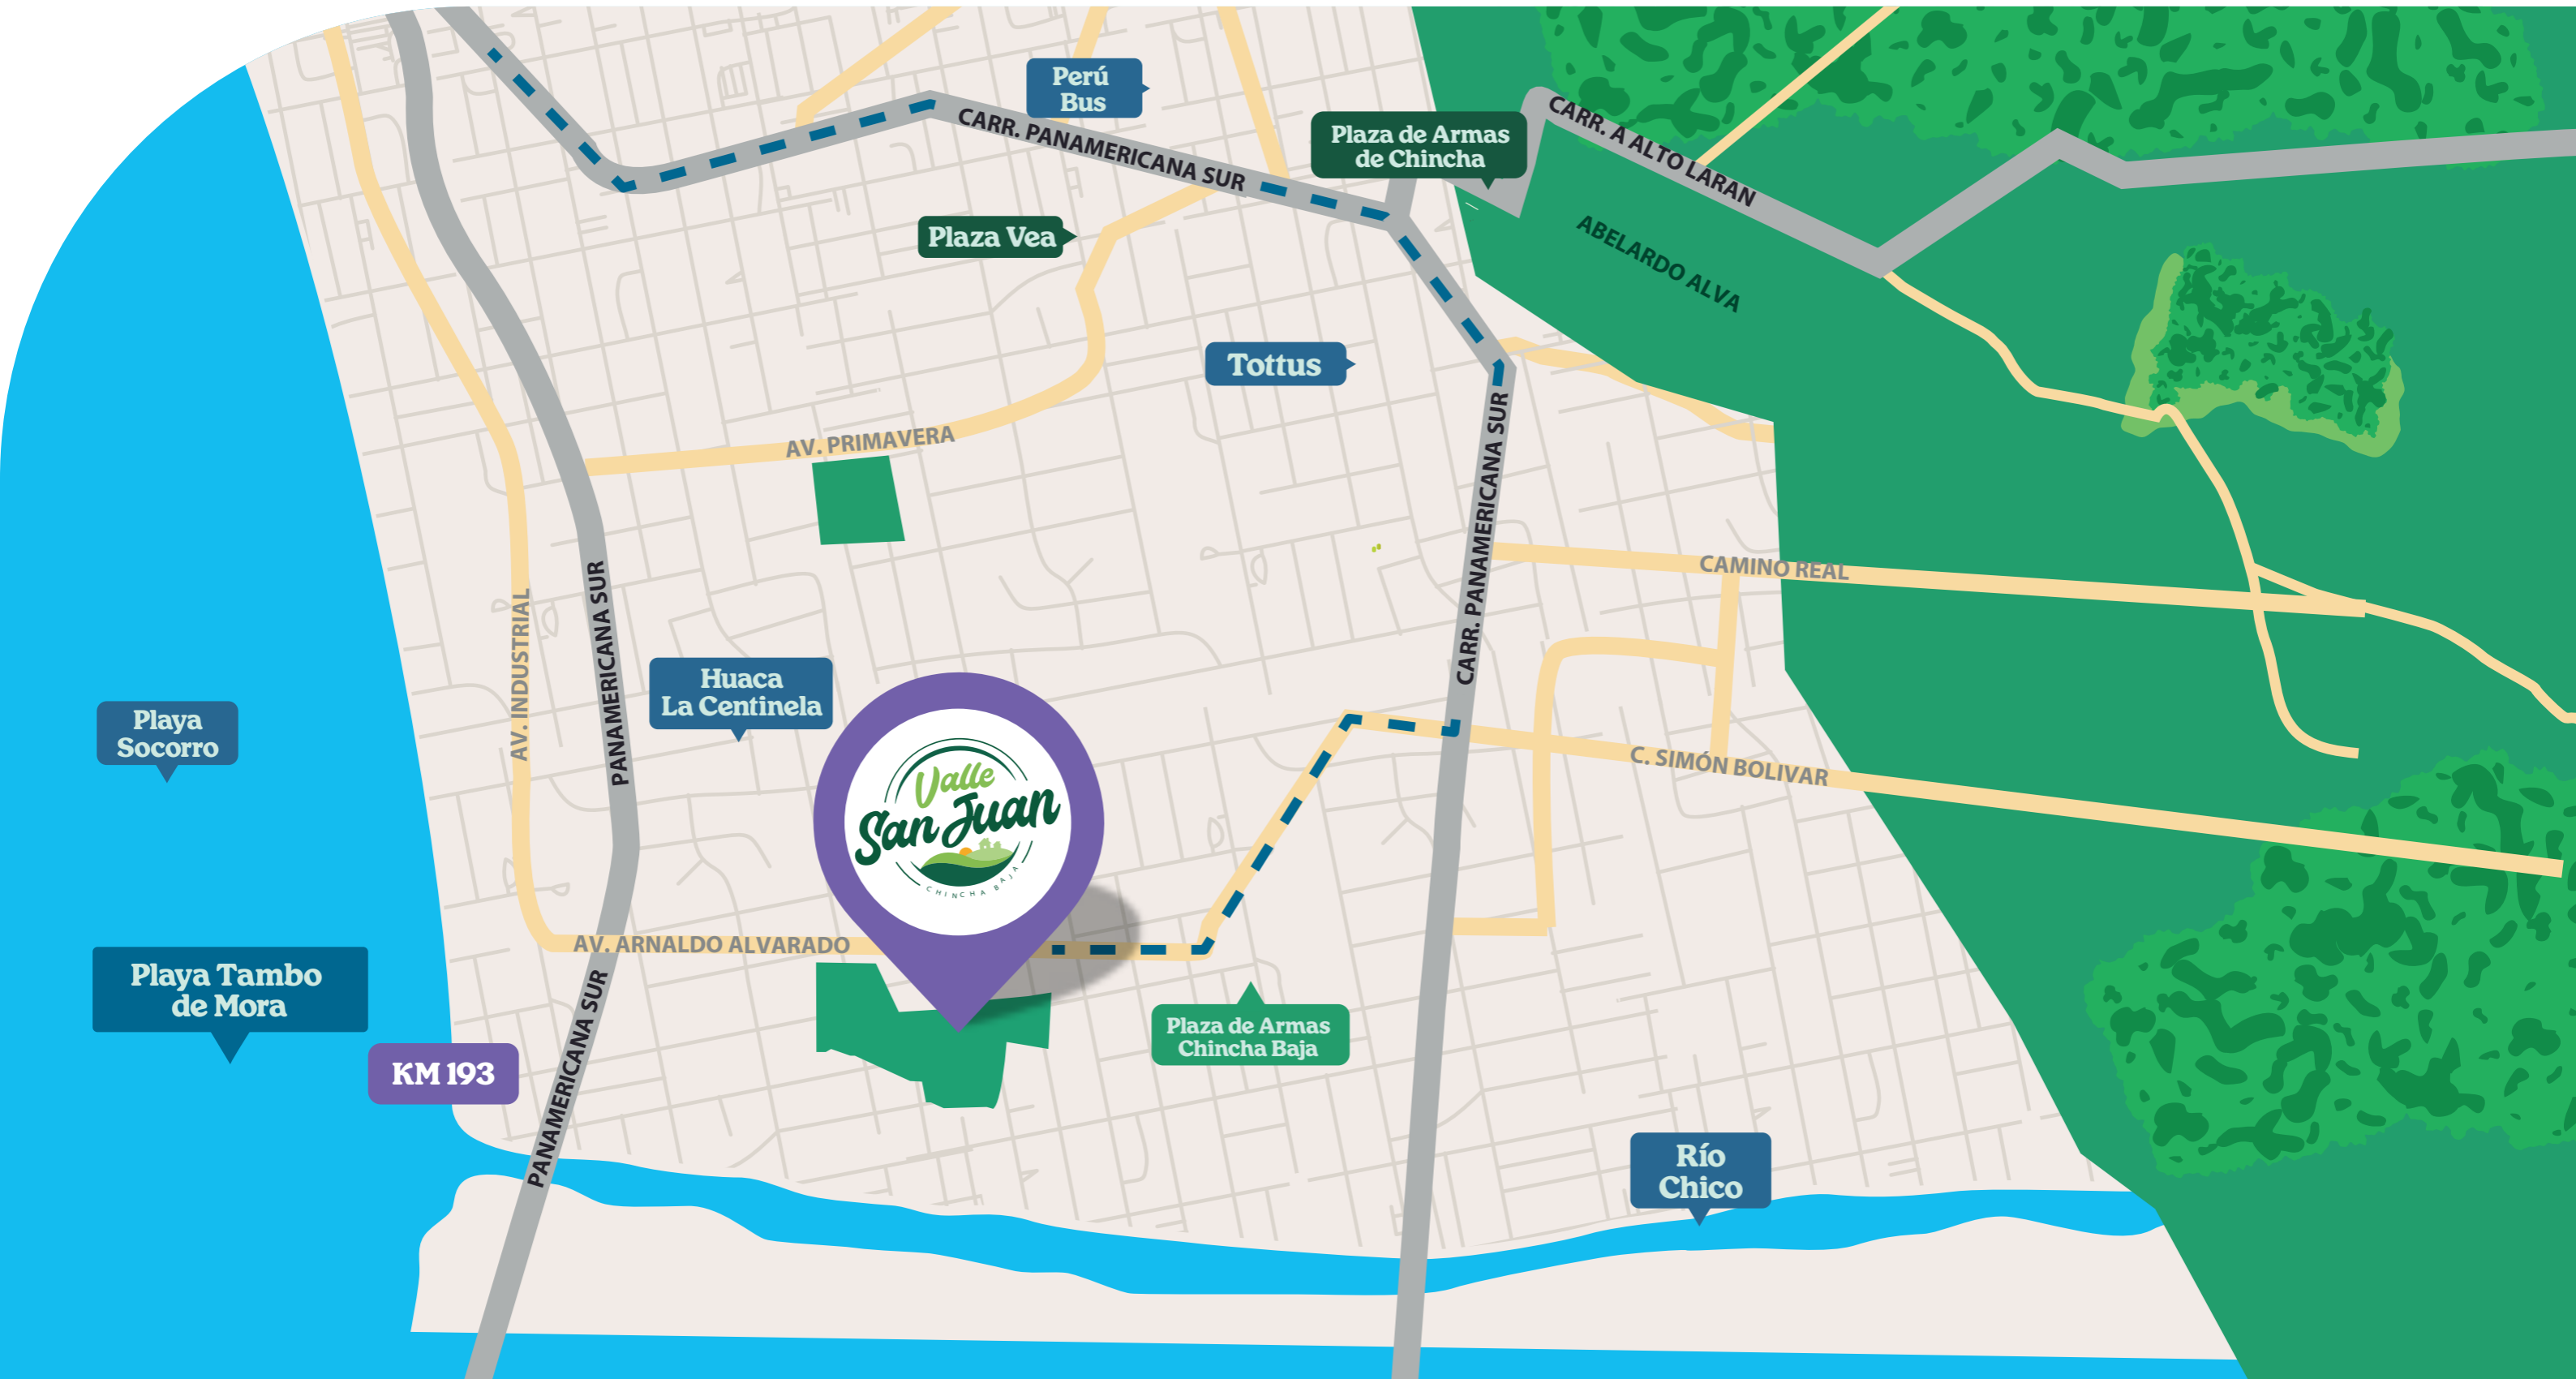 Perú
Bus
CARR. PANAMERICANA SUR
Plaza de Armas
de Chincha
CARR. A ALTO LARAN
Plaza Vea
ABELARDO ALVA
Tottus
AV. PRIMAVERA
CARR. PANAMERICANA SUR
CAMINO REAL
AV. INDUSTRIAL
PANAMERICANA SUR
Huaca
La Centinela
Playa
Socorro
Valle
San Juan
CHINCHA BAJA
C. SIMÓN BOLIVAR
AV. ARNALDO ALVARADO
Playa Tambo
de Mora
PANAMERICANA SUR
Plaza de Armas
Chincha Baja
KM 193
Río
Chico